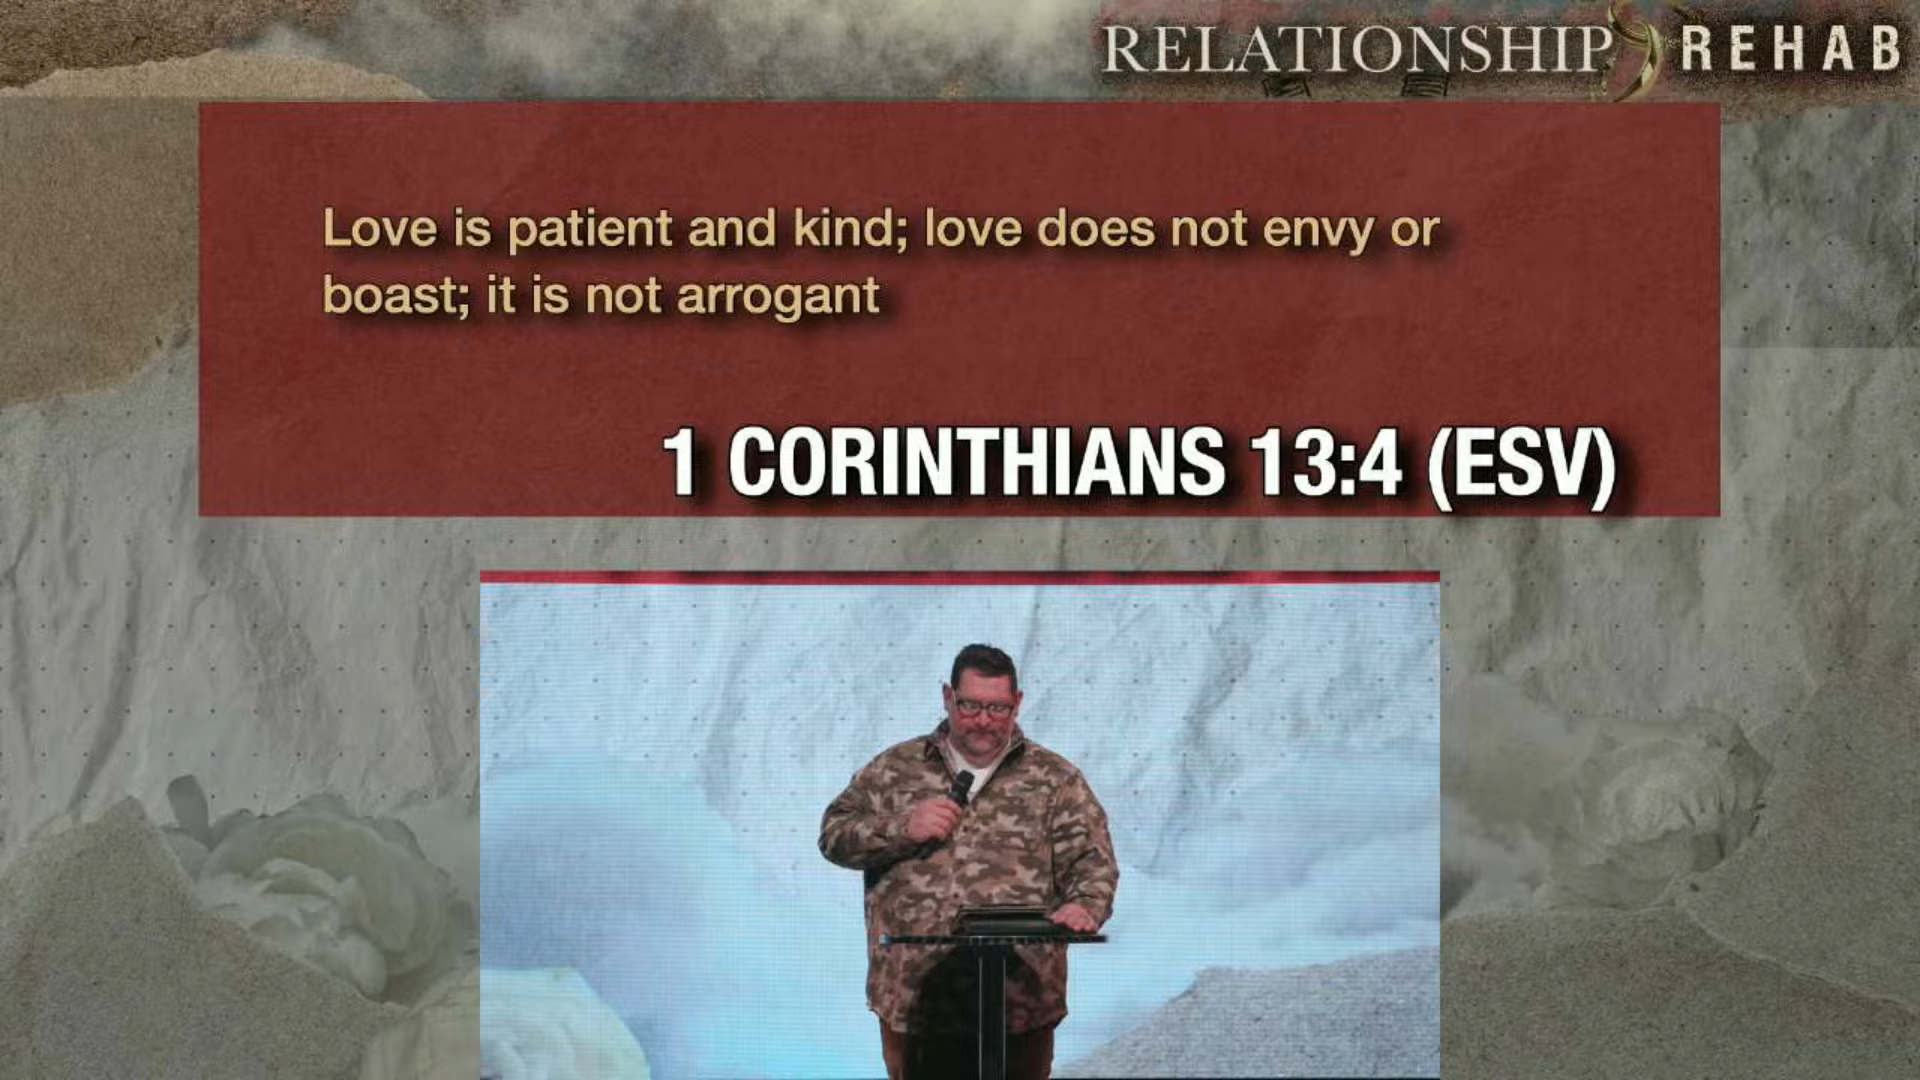 RELATIONSHIP REHAB
Love is patient and kind; love does not envy or
boast; it is not arrogant
1 CORINTHIANS 13:4 (ESV)